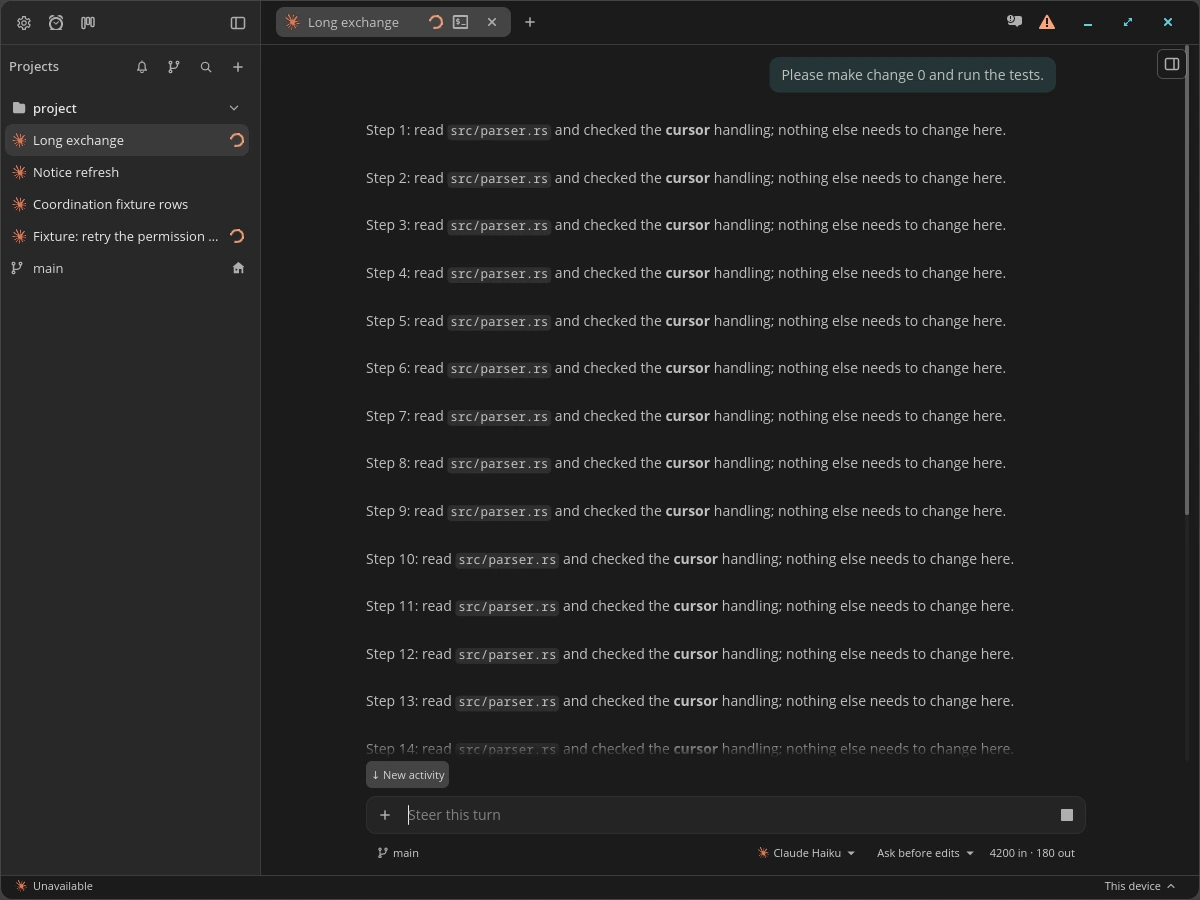 Long exchange
Projects
project
Long exchange
Notice refresh
Coordination fixture rows
Fixture: retry the permission ...
main
Please make change 0 and run the tests.
Step 1: read src/parser.rs and checked the cursor handling; nothing else needs to change here.
Step 2: read src/parser.rs and checked the cursor handling; nothing else needs to change here.
Step 3: read src/parser.rs and checked the cursor handling; nothing else needs to change here.
Step 4: read src/parser.rs and checked the cursor handling; nothing else needs to change here.
Step 5: read src/parser.rs and checked the cursor handling; nothing else needs to change here.
Step 6: read src/parser.rs and checked the cursor handling; nothing else needs to change here.
Step 7: read src/parser.rs and checked the cursor handling; nothing else needs to change here.
Step 8: read src/parser.rs and checked the cursor handling; nothing else needs to change here.
Step 9: read src/parser.rs and checked the cursor handling; nothing else needs to change here.
Step 10: read src/parser.rs and checked the cursor handling; nothing else needs to change here.
Step 11: read src/parser.rs and checked the cursor handling; nothing else needs to change here.
Step 12: read src/parser.rs and checked the cursor handling; nothing else needs to change here.
Step 13: read src/parser.rs and checked the cursor handling; nothing else needs to change here.
Step 14: read src/parser.rs and checked the cursor handling; nothing else needs to change here.
↓ New activity
Steer this turn
main
Claude Haiku
Ask before edits
4200 in · 180 out
Unavailable
This device